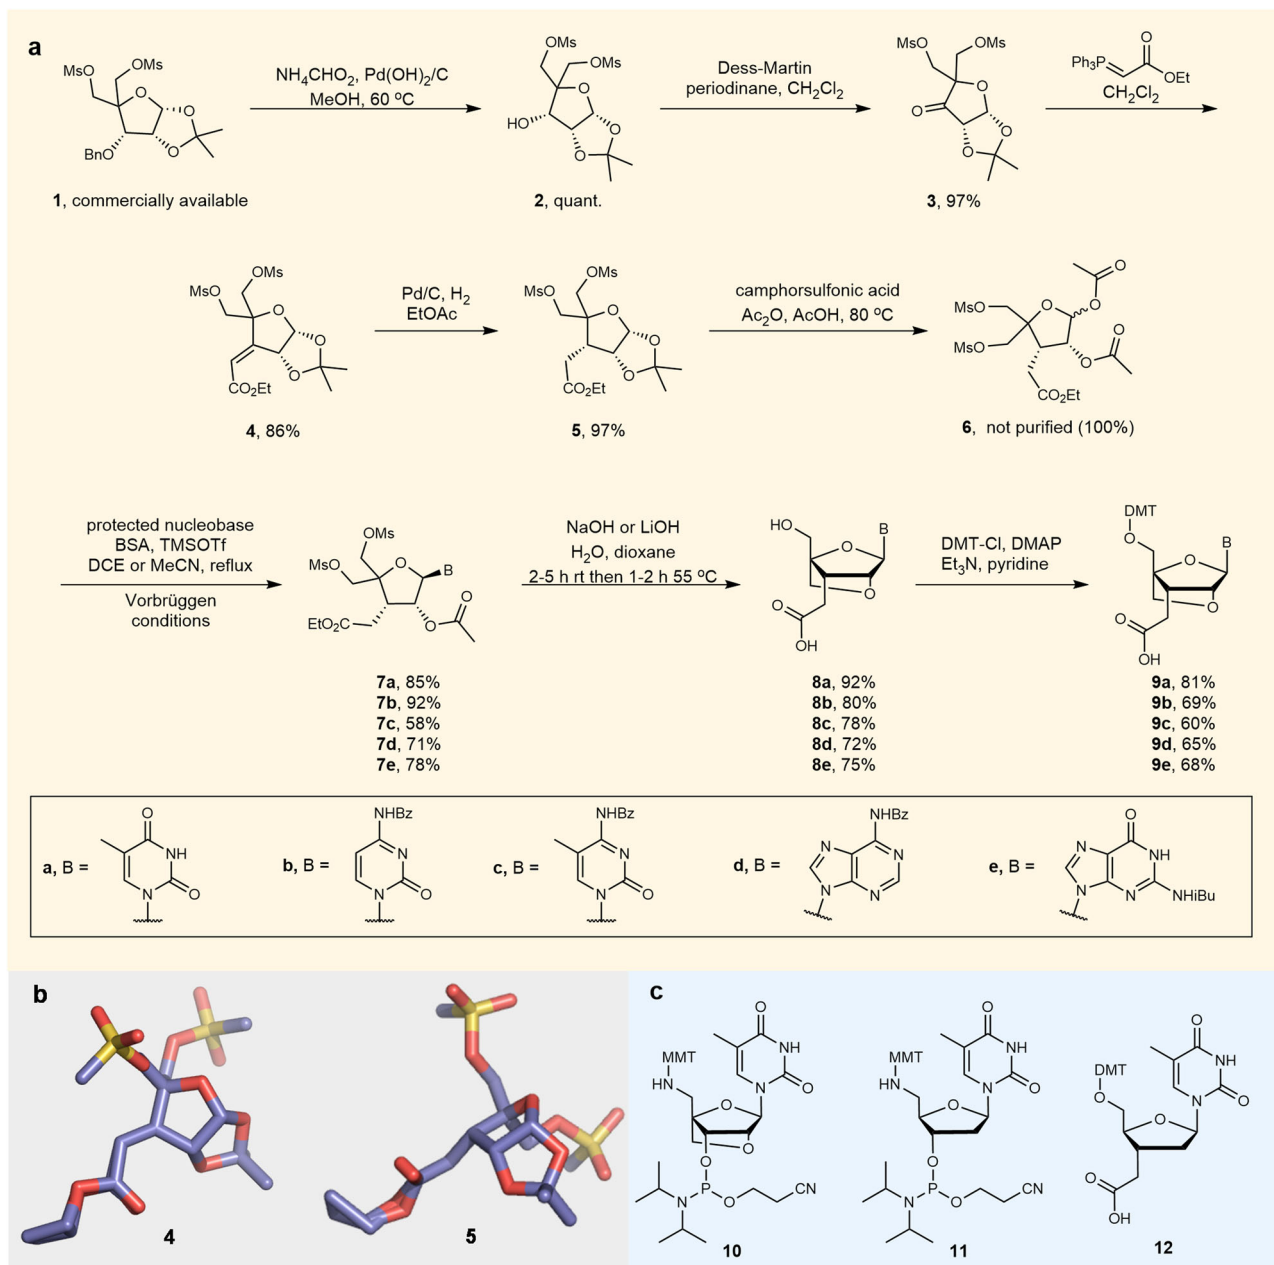 a
MsO OMs
BnO
O
O
O
NH₄CHO₂, Pd(OH)₂/C
MeOH, 60 ºC
OMs
OMs
O
HO
O
O
Dess-Martin
periodinane, CH₂Cl₂
MsO OMs
O
O
O
O
Ph₃P
O
OEt
CH₂Cl₂
1, commercially available
2, quant.
3, 97%
OMs
MsO
O
O
O
CO₂Et
Pd/C, H₂
EtOAc
OMs
MsO
O
O
O
CO₂Et
camphorsulfonic acid
Ac₂O, AcOH, 80 ºC
O
MsO
O
O
MsO
O
O
CO₂Et
4, 86%
5, 97%
6, not purified (100%)
protected nucleobase
BSA, TMSOTf
DCE or MeCN, reflux
Vorbrüggen
conditions
OMs
MsO
O
B
EtO₂C
O
O
NaOH or LiOH
H₂O, dioxane
2-5 h rt then 1-2 h 55 ºC
HO
B
O
O
O
OH
DMT-Cl, DMAP
Et₃N, pyridine
DMT
O
B
O
O
O
OH
7a, 85%
7b, 92%
7c, 58%
7d, 71%
7e, 78%
8a, 92%
8b, 80%
8c, 78%
8d, 72%
8e, 75%
9a, 81%
9b, 69%
9c, 60%
9d, 65%
9e, 68%
a, B =
O
NH
N
O
b, B =
NHBz
N
N
O
c, B =
NHBz
N
N
O
d, B =
NHBz
N
N
N
N
e, B =
O
N
NH
N
N
NHiBu
b
4
5
c
MMT
HN
O
NH
N
O
O
O
O
P
N
O
CN
10
MMT
HN
O
NH
N
O
O
O
P
N
O
CN
11
DMT
O
O
NH
N
O
O
O
OH
12